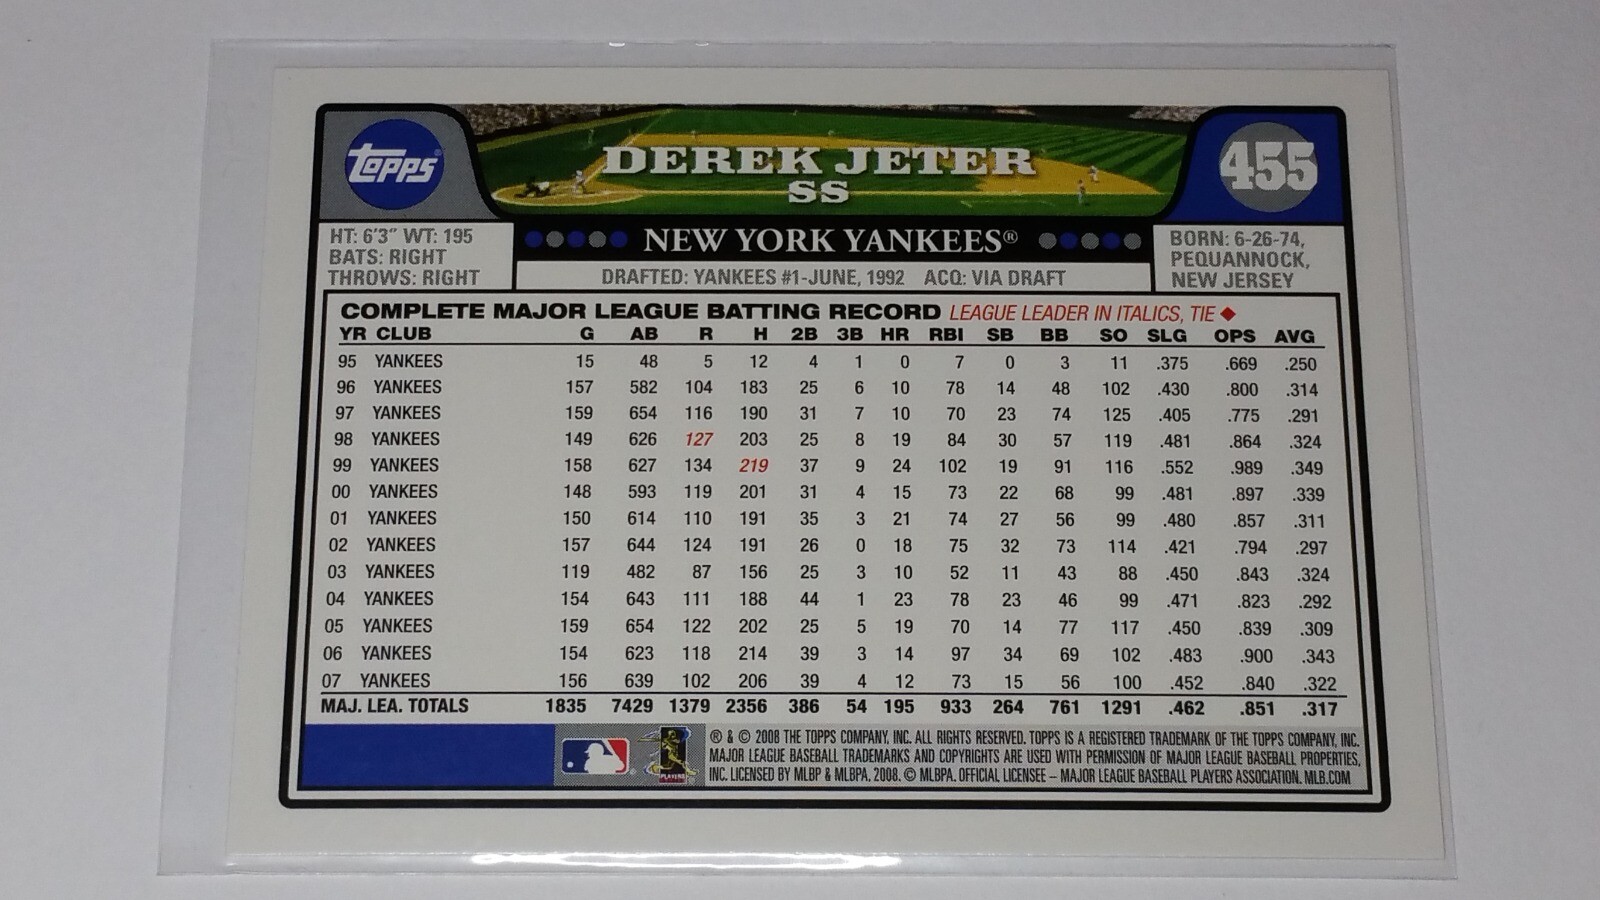 topps
DEREK JETER
SS
455
HT: 6'3" WT: 195
BATS: RIGHT
THROWS: RIGHT
NEW YORK YANKEES®
DRAFTED: YANKEES #1-JUNE, 1992 ACQ: VIA DRAFT
BORN: 6-26-74,
PEQUANNOCK,
NEW JERSEY
COMPLETE MAJOR LEAGUE BATTING RECORD LEAGUE LEADER IN ITALICS, TIE ◆
YR CLUB G AB R H 2B 3B HR RBI SB BB SO SLG OPS AVG
95 YANKEES 15 48 5 12 4 1 0 7 0 3 11 .375 .669 .250
96 YANKEES 157 582 104 183 25 6 10 78 14 48 102 .430 .800 .314
97 YANKEES 159 654 116 190 31 7 10 70 23 74 125 .405 .775 .291
98 YANKEES 149 626 127 203 25 8 19 84 30 57 119 .481 .864 .324
99 YANKEES 158 627 134 219 37 9 24 102 19 91 116 .552 .989 .349
00 YANKEES 148 593 119 201 31 4 15 73 22 68 99 .481 .897 .339
01 YANKEES 150 614 110 191 35 3 21 74 27 56 99 .480 .857 .311
02 YANKEES 157 644 124 191 26 0 18 75 32 73 114 .421 .794 .297
03 YANKEES 119 482 87 156 25 3 10 52 11 43 88 .450 .843 .324
04 YANKEES 154 643 111 188 44 1 23 78 23 46 99 .471 .823 .292
05 YANKEES 159 654 122 202 25 5 19 70 14 77 117 .450 .839 .309
06 YANKEES 154 623 118 214 39 3 14 97 34 69 102 .483 .900 .343
07 YANKEES 156 639 102 206 39 4 12 73 15 56 100 .452 .840 .322
MAJ. LEA. TOTALS 1835 7429 1379 2356 386 54 195 933 264 761 1291 .462 .851 .317
® & © 2008 THE TOPPS COMPANY, INC. ALL RIGHTS RESERVED. TOPPS IS A REGISTERED TRADEMARK OF THE TOPPS COMPANY, INC.
MAJOR LEAGUE BASEBALL TRADEMARKS AND COPYRIGHTS ARE USED WITH PERMISSION OF MAJOR LEAGUE BASEBALL PROPERTIES,
INC. LICENSED BY MLBP & MLBPA, 2008. © MLBPA. OFFICIAL LICENSEE – MAJOR LEAGUE BASEBALL PLAYERS ASSOCIATION. MLB.COM
PLAYERS